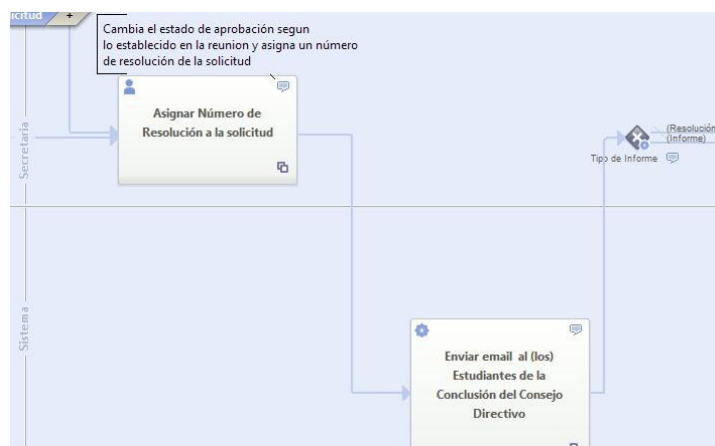 icitud
+
Cambia el estado de aprobación segun
lo establecido en la reunion y asigna un número
de resolución de la solicitud
Asignar Número de
Resolución a la solicitud
Secretaria
(Resolución
(Informe)
Tipo de Informe
Sistema
Enviar email al (los)
Estudiantes de la
Conclusión del Consejo
Directivo